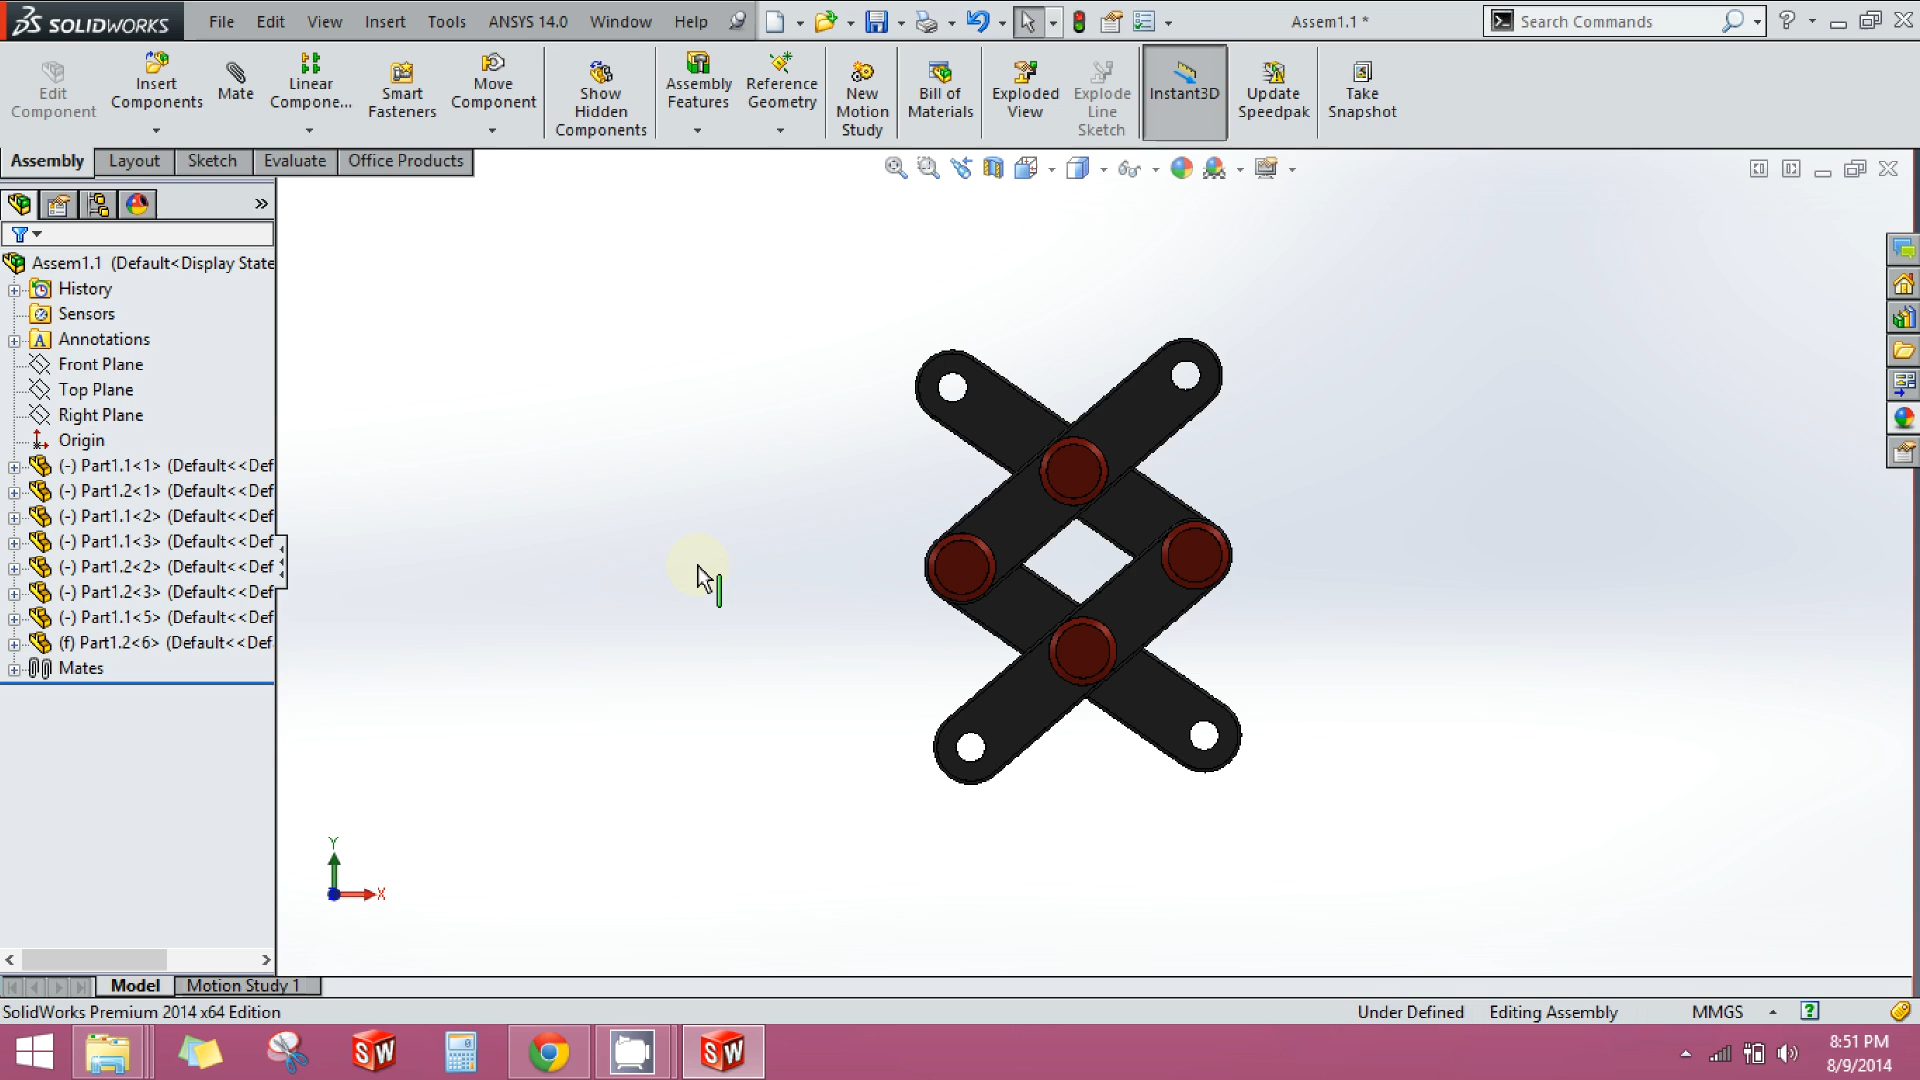 SOLIDWORKS File Edit View Insert Tools ANSYS 14.0 Window Help Assem1.1 * Search Commands
Edit Component
Insert Components
Mate
Linear Compone...
Smart Fasteners
Move Component
Show Hidden Components
Assembly Features
Reference Geometry
New Motion Study
Bill of Materials
Exploded View
Explode Line Sketch
Instant3D
Update Speedpak
Take Snapshot
Assembly Layout Sketch Evaluate Office Products
Assem1.1 (Default<Display State
History
Sensors
A Annotations
Front Plane
Top Plane
Right Plane
Origin
(-) Part1.1<1> (Default<<Def
(-) Part1.2<1> (Default<<Def
(-) Part1.1<2> (Default<<Def
(-) Part1.1<3> (Default<<Def
(-) Part1.2<2> (Default<<Def
(-) Part1.2<3> (Default<<Def
(-) Part1.1<5> (Default<<Def
(f) Part1.2<6> (Default<<Def
Mates
Y
X
Model Motion Study 1
SolidWorks Premium 2014 x64 Edition Under Defined Editing Assembly MMGS
SW SW 8:51 PM
8/9/2014